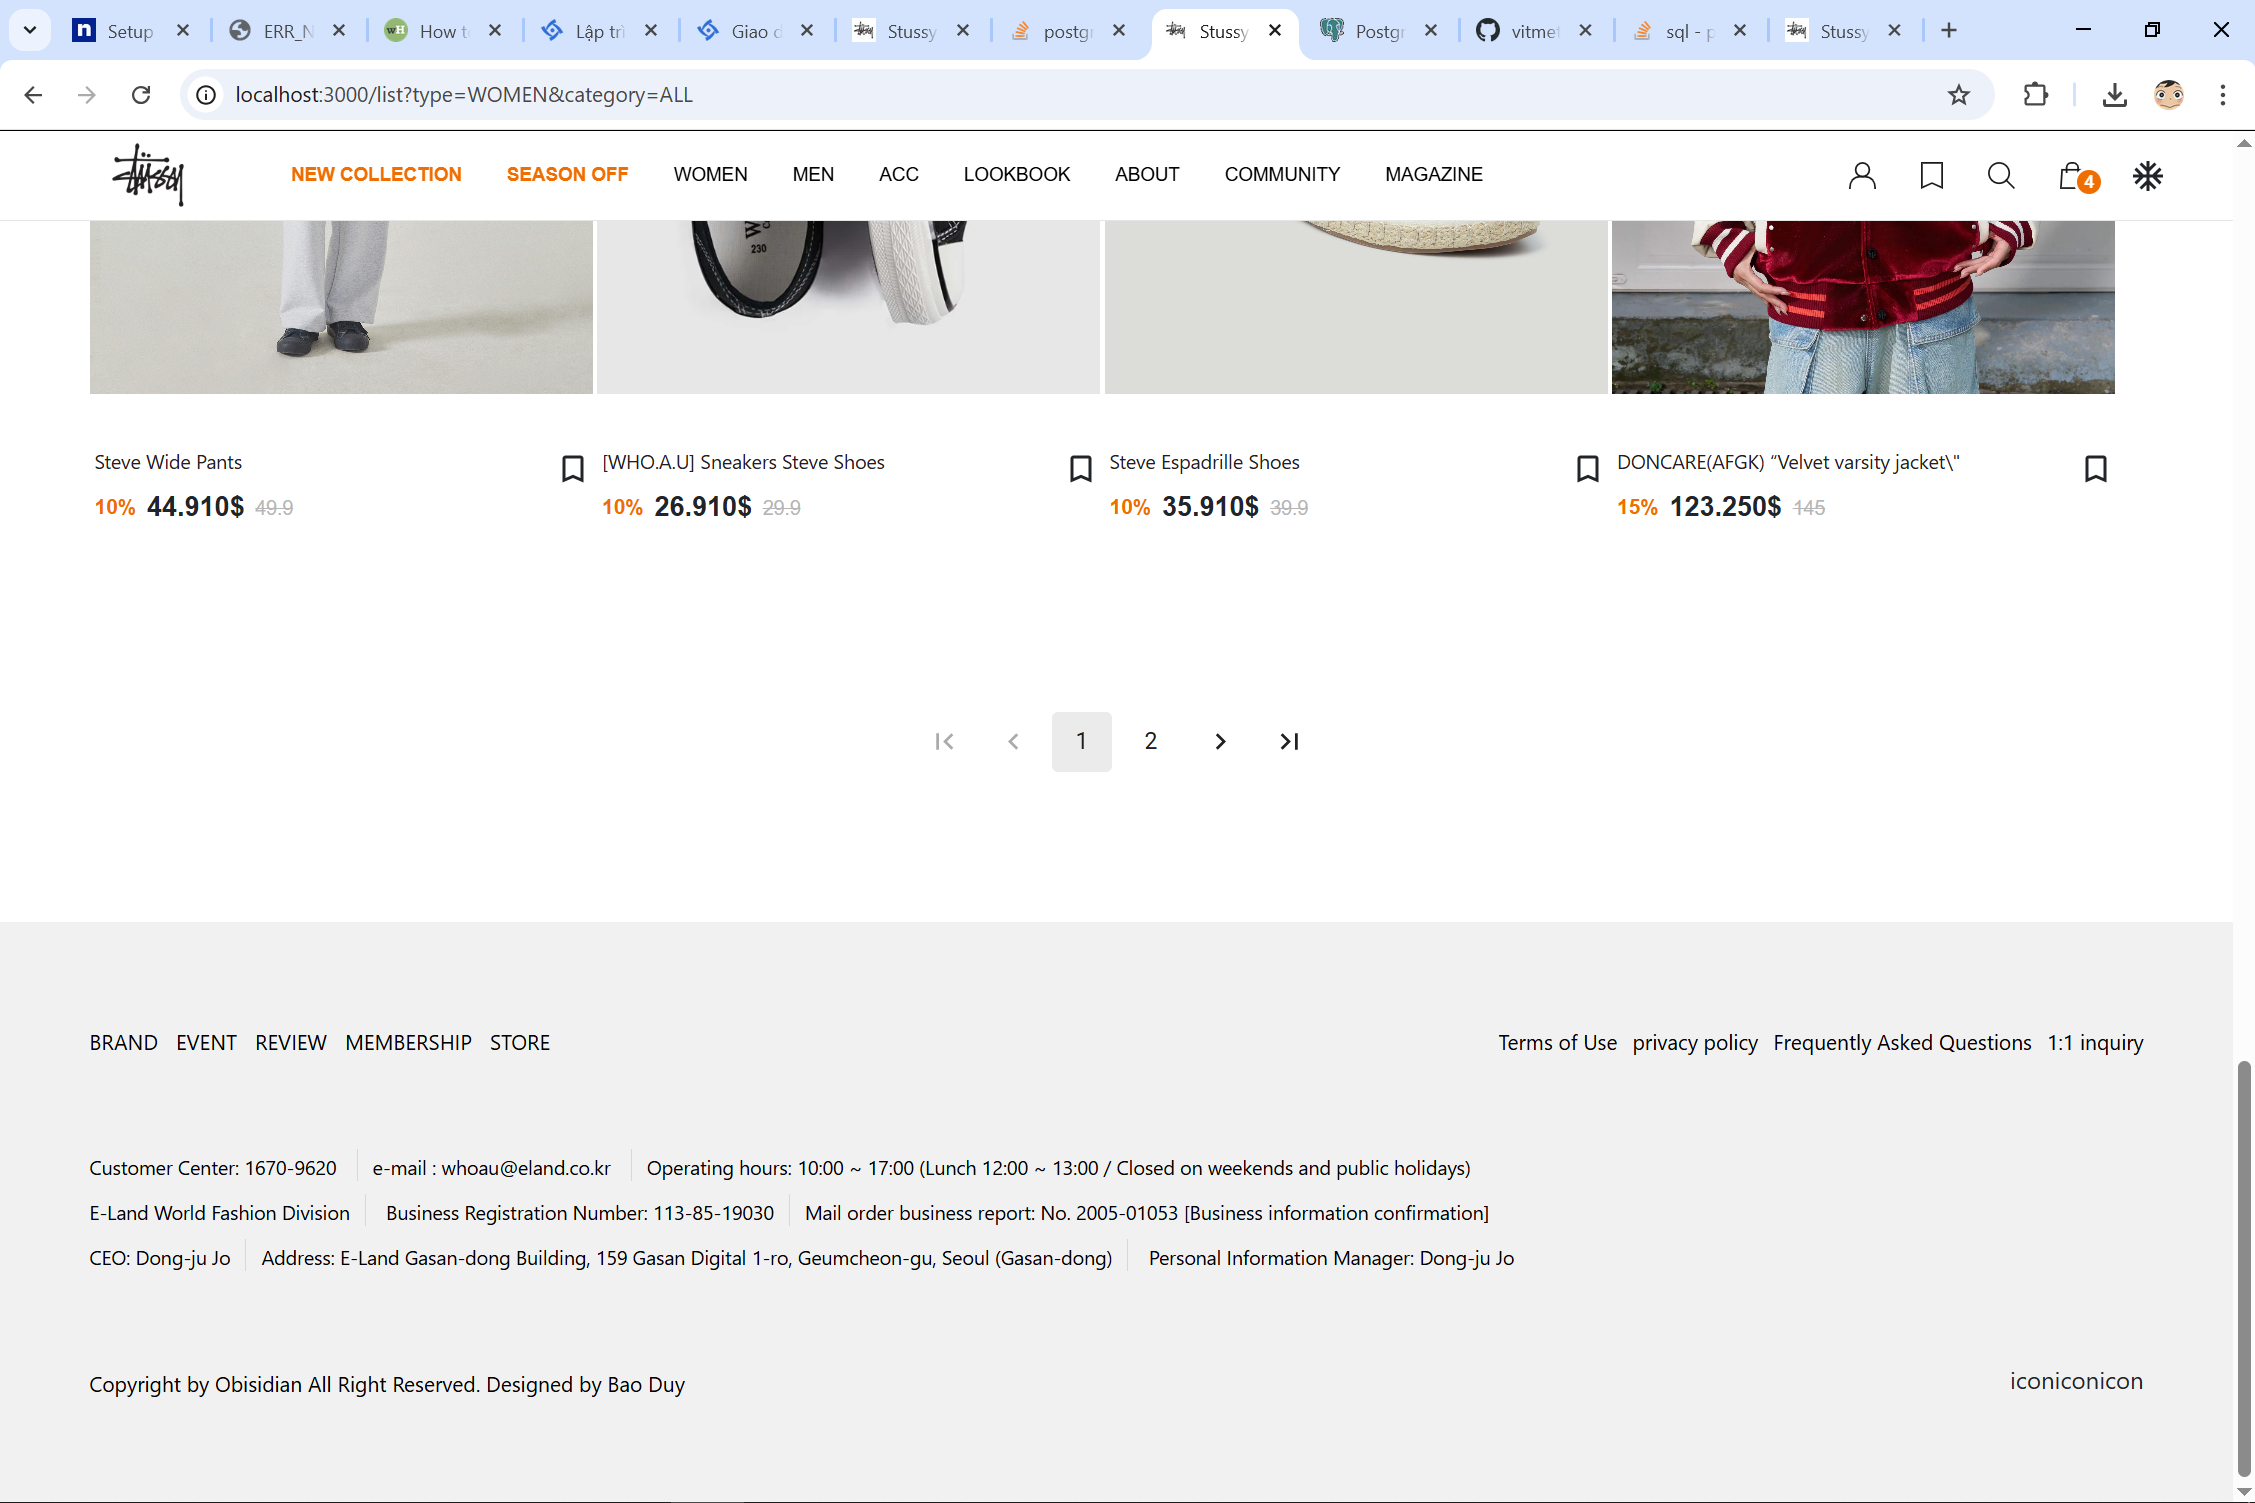 Setup
ERR_N
How t
Lập trì
Giao d
Stussy
postgr
Stussy
Postgr
vitmet
sql - p
Stussy
localhost:3000/list?type=WOMEN&category=ALL
Stüssy
NEW COLLECTION
SEASON OFF
WOMEN
MEN
ACC
LOOKBOOK
ABOUT
COMMUNITY
MAGAZINE
4
230
Steve Wide Pants
10% 44.910$ 49.9
[WHO.A.U] Sneakers Steve Shoes
10% 26.910$ 29.9
Steve Espadrille Shoes
10% 35.910$ 39.9
DONCARE(AFGK) “Velvet varsity jacket\"
15% 123.250$ 145
1 2
BRAND EVENT REVIEW MEMBERSHIP STORE
Terms of Use privacy policy Frequently Asked Questions 1:1 inquiry
Customer Center: 1670-9620 e-mail : whoau@eland.co.kr Operating hours: 10:00 ~ 17:00 (Lunch 12:00 ~ 13:00 / Closed on weekends and public holidays)
E-Land World Fashion Division Business Registration Number: 113-85-19030 Mail order business report: No. 2005-01053 [Business information confirmation]
CEO: Dong-ju Jo Address: E-Land Gasan-dong Building, 159 Gasan Digital 1-ro, Geumcheon-gu, Seoul (Gasan-dong) Personal Information Manager: Dong-ju Jo
Copyright by Obisidian All Right Reserved. Designed by Bao Duy
iconiconicon